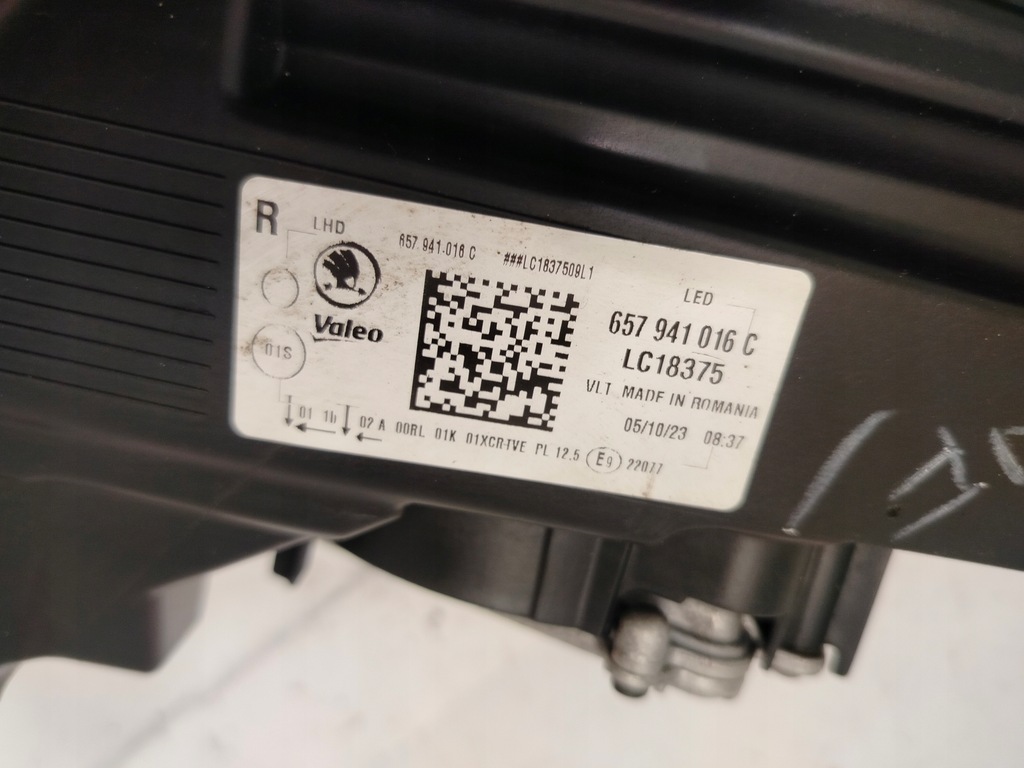 R LHD
657 941 016 C ###LC1837509L1
Valeo
01S
LED
657 941 016 C
LC18375
VLT MADE IN ROMANIA
05/10/23 08:37
01 1b 02 A 00RL 01K 01XCR-TVE PL 12.5 E9 22077